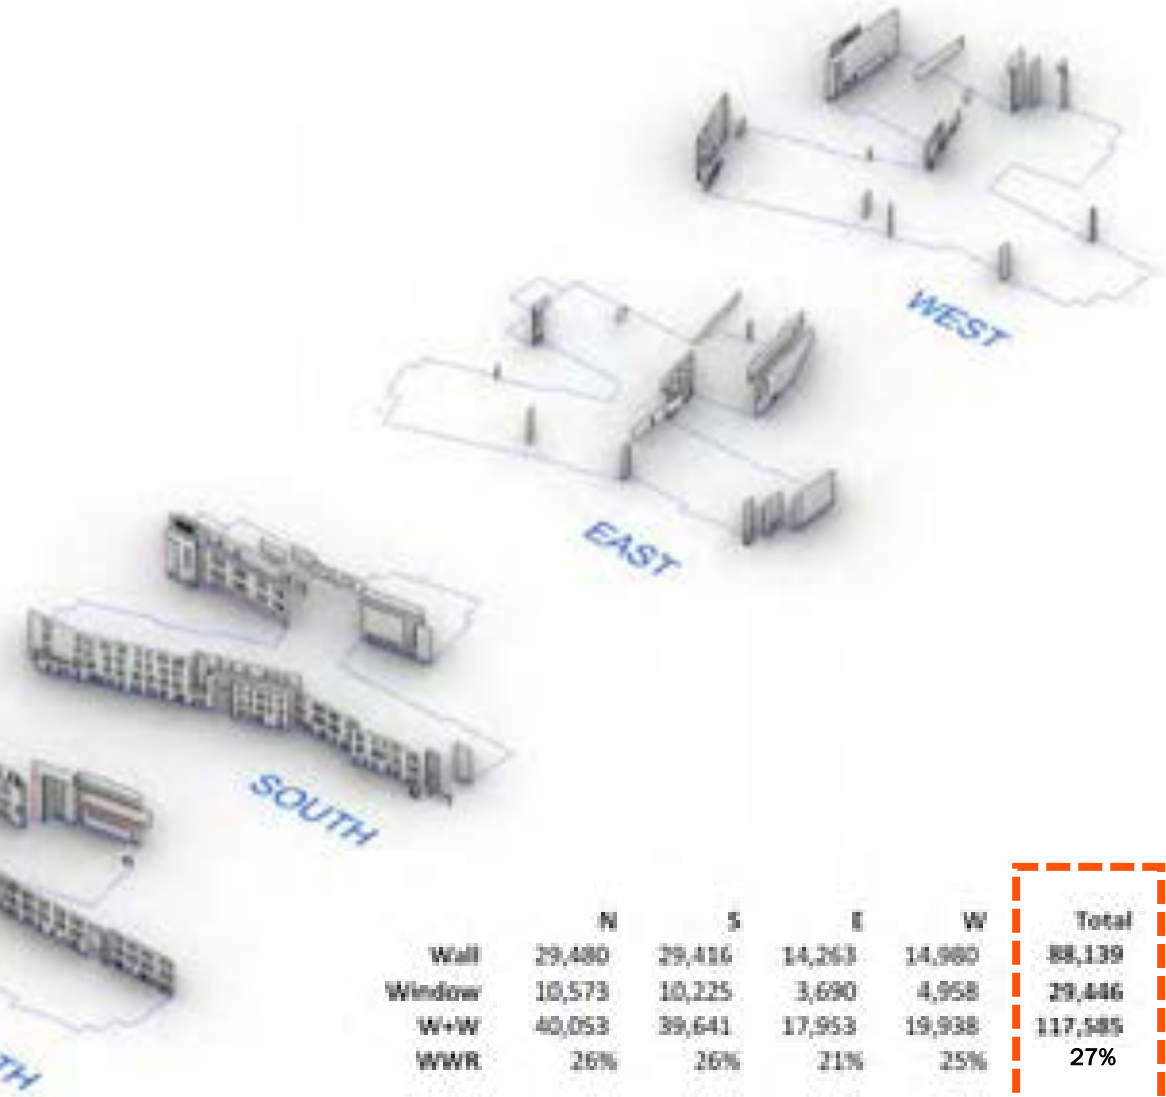 WEST
EAST
SOUTH
TH
N S E W Total
Wall 29,480 29,416 14,263 14,980 88,139
Window 10,573 10,225 3,690 4,958 29,446
W+W 40,053 39,641 17,953 19,938 117,585
WWR 26% 26% 21% 25% 27%